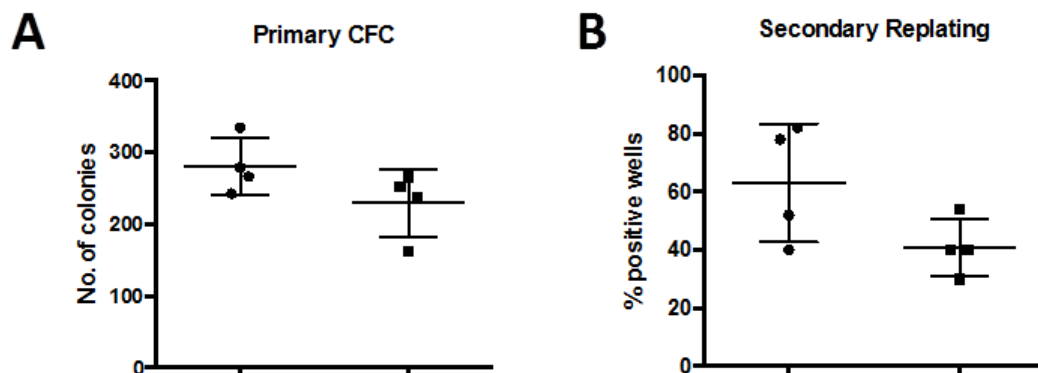 A
Primary CFC
No. of colonies
400
300
200
100
0
B
Secondary Replating
% positive wells
100
80
60
40
20
0